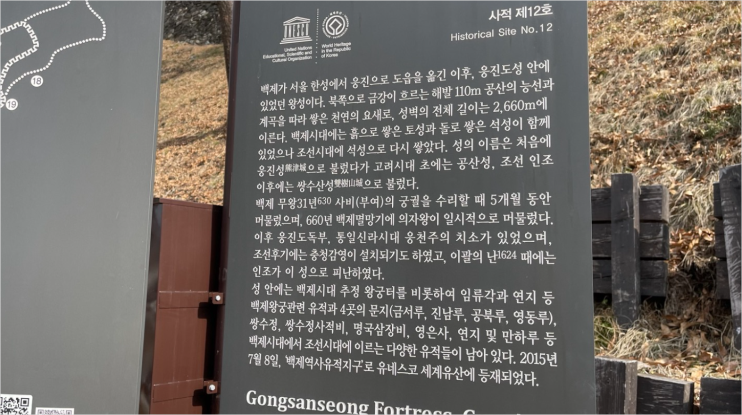 18
19
United Nations
Educational, Scientific and
Cultural Organization
World Heritage
in the Republic
of Korea
사적 제12호
Historical Site No.12
백제가 서울 한성에서 웅진으로 도읍을 옮긴 이후, 웅진도성 안에
있었던 왕성이다. 북쪽으로 금강이 흐르는 해발 110m 공산의 능선과
계곡을 따라 쌓은 천연의 요새로, 성벽의 전체 길이는 2,660m에
이른다. 백제시대에는 흙으로 쌓은 토성과 돌로 쌓은 석성이 함께
있었으나 조선시대에 석성으로 다시 쌓았다. 성의 이름은 처음에
웅진성熊津城으로 불렸다가 고려시대 초에는 공산성, 조선 인조
이후에는 쌍수산성雙樹山城으로 불렸다.
백제 무왕31년630 사비(부여)의 궁궐을 수리할 때 5개월 동안
머물렀으며, 660년 백제멸망기에 의자왕이 일시적으로 머물렀다.
이후 웅진도독부, 통일신라시대 웅천주의 치소가 있었으며,
조선후기에는 충청감영이 설치되기도 하였고, 이괄의 난1624 때에는
인조가 이 성으로 피난하였다.
성 안에는 백제시대 추정 왕궁터를 비롯하여 임류각과 연지 등
백제왕궁관련 유적과 4곳의 문지(금서루, 진남루, 공북루, 영동루),
쌍수정, 쌍수정사적비, 명국삼장비, 영은사, 연지 및 만하루 등
백제시대에서 조선시대에 이르는 다양한 유적들이 남아 있다. 2015년
7월 8일, '백제역사유적지구'로 유네스코 세계유산에 등재되었다.
Gongsanseong Fortress,